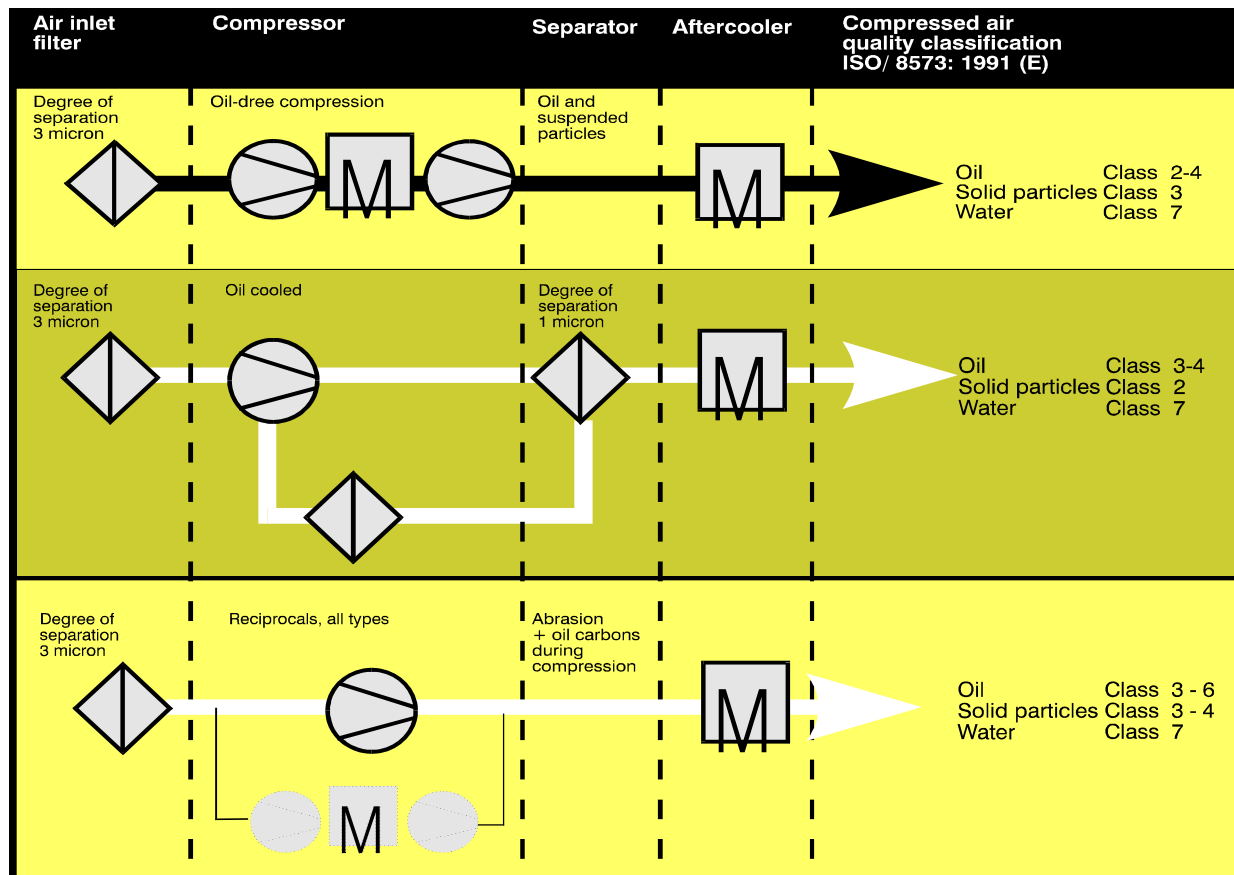 Air inlet
filter
Compressor
Separator
Aftercooler
Compressed air
quality classification
ISO/ 8573: 1991 (E)
Degree of
separation
3 micron
Oil-dree compression
Oil and
suspended
particles
M
M
Oil Class 2-4
Solid particles Class 3
Water Class 7
Degree of
separation
3 micron
Oil cooled
Degree of
separation
1 micron
M
Oil Class 3-4
Solid particles Class 2
Water Class 7
Degree of
separation
3 micron
Reciprocals, all types
Abrasion
+ oil carbons
during
compression
M
M
Oil Class 3 - 6
Solid particles Class 3 - 4
Water Class 7